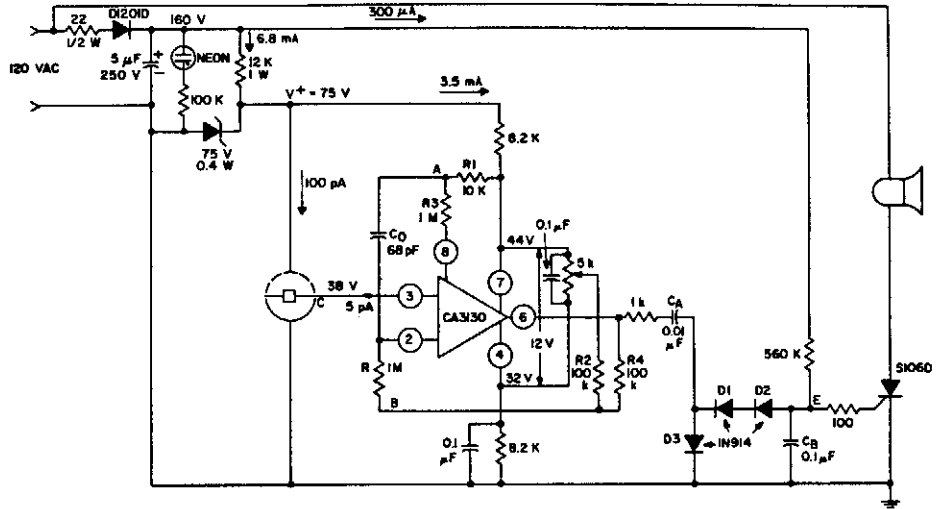 22
1/2 W
D1201D
160 V
300 μA
120 VAC
5 μF
250 V
+
−
NEON
6.8 mA
12 K
1 W
100 K
V+ = 75 V
3.5 mA
75 V
0.4 W
8.2 K
100 pA
A
R1
10 K
R3
1 M
CO
68 pF
8
44V
0.1 μF
5 k
7
38 V
C
5 pA
3
CA3130
6
2
4
12 V
1 k
CA
0.01 μF
R
1M
B
32 V
R2
100 k
R4
100 k
560 K
S106D
D1
D2
E
100
1N914
D3
CB
0.1 μF
0.1 μF
8.2 K